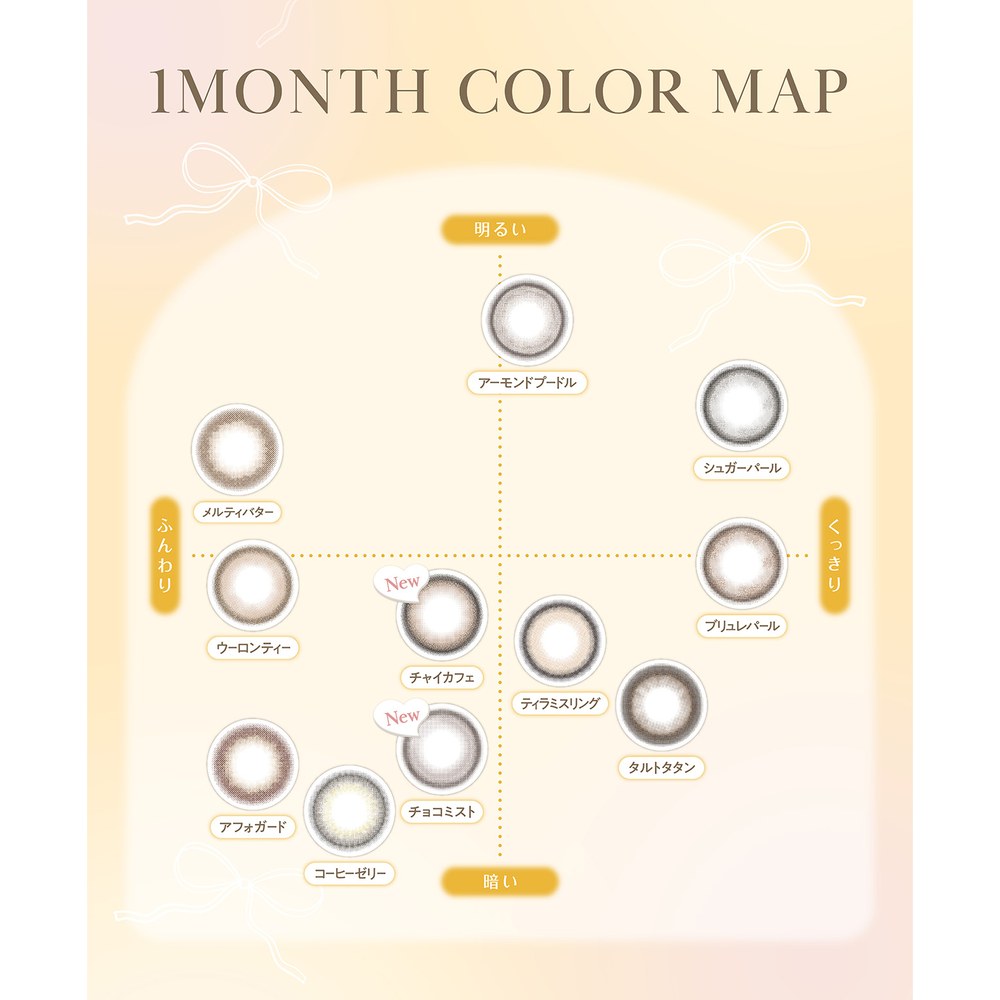 1MONTH COLOR MAP
明るい
アーモンドプードル
シュガーパール
メルティバター
ふんわり
くっきり
ウーロンティー
New
チャイカフェ
ティラミスリング
ブリュレパール
タルトタタン
New
チョコミスト
アフォガード
コーヒーゼリー
暗い